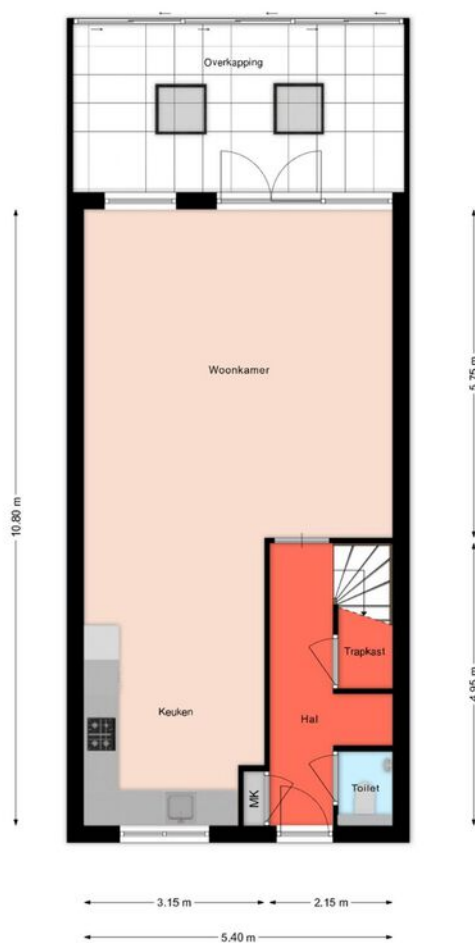 Overkapping
Woonkamer
5.75 m
10.80 m
Trapkast
Keuken
Hal
4.95 m
MK
Toilet
3.15 m
2.15 m
5.40 m